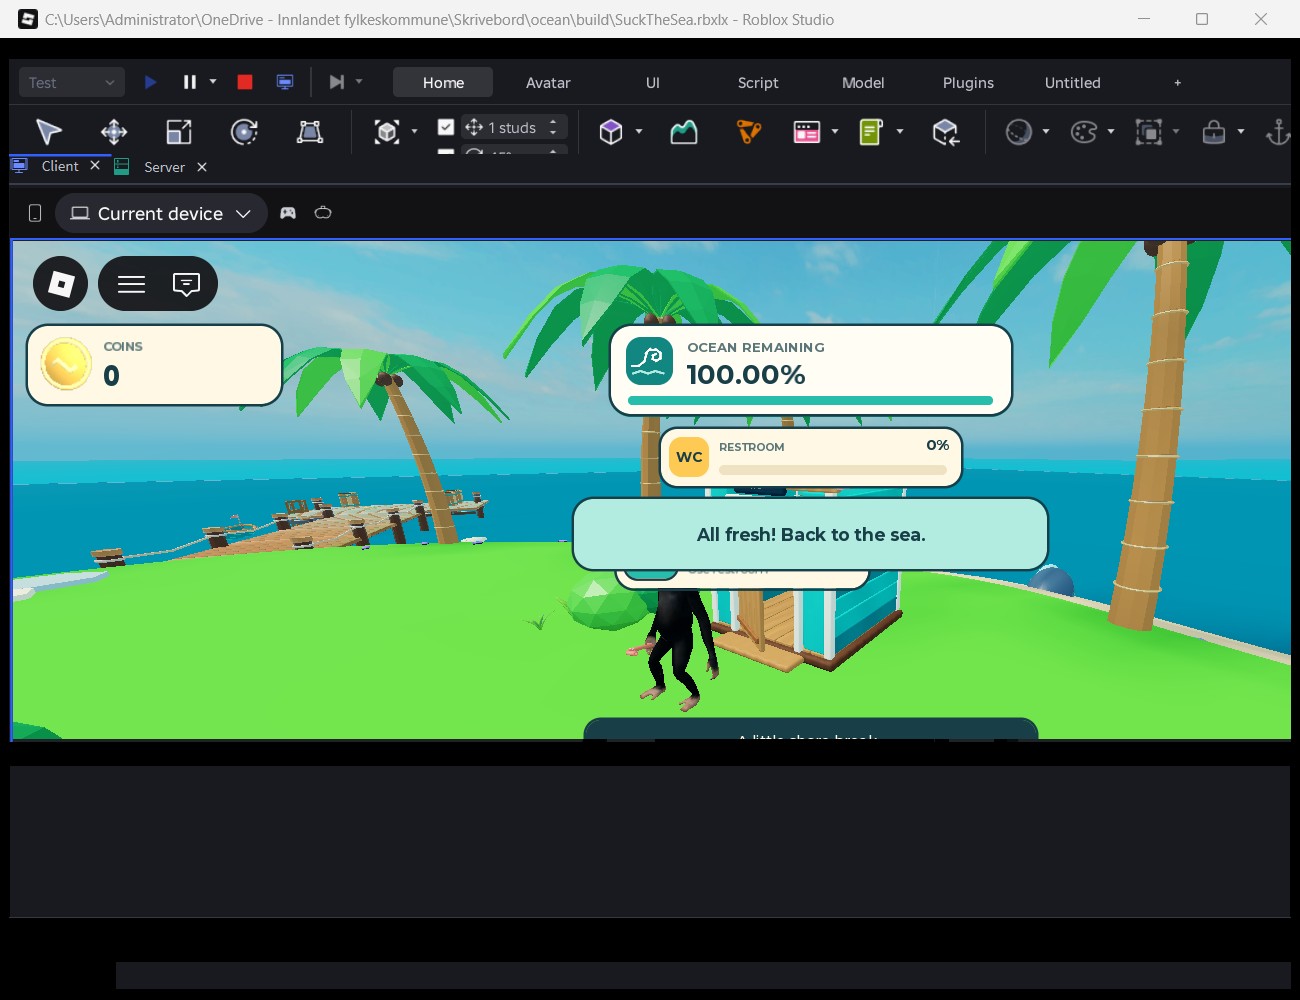 C:\Users\Administrator\OneDrive - Innlandet fylkeskommune\Skrivebord\ocean\build\SuckTheSea.rbxlx - Roblox Studio
Test
Home
Avatar
UI
Script
Model
Plugins
Untitled
+
1 studs
Client
Server
Current device
COINS
0
OCEAN REMAINING
100.00%
WC
RESTROOM
0%
All fresh! Back to the sea.